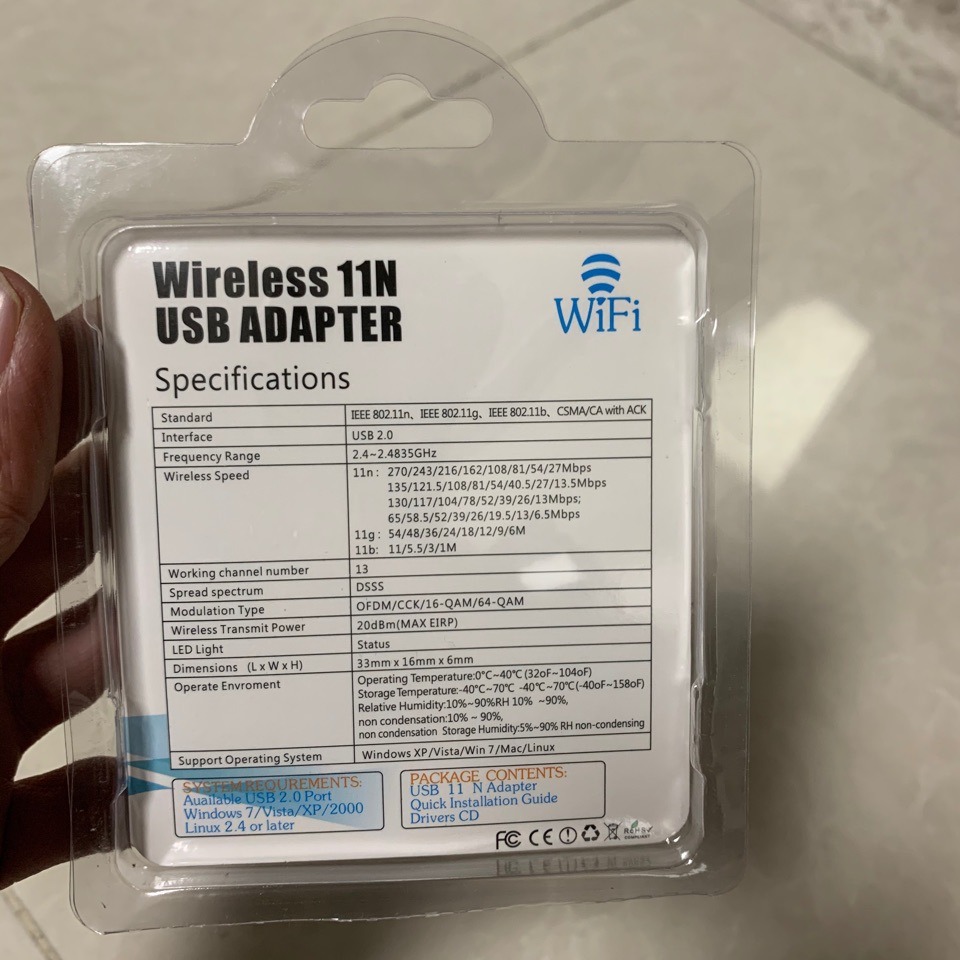 Wireless 11N
USB ADAPTER
WiFi
Specifications
Standard IEEE 802.11n、IEEE 802.11g、IEEE 802.11b、CSMA/CA with ACK
Interface USB 2.0
Frequency Range 2.4~2.4835GHz
Wireless Speed 11n : 270/243/216/162/108/81/54/27Mbps
135/121.5/108/81/54/40.5/27/13.5Mbps
130/117/104/78/52/39/26/13Mbps;
65/58.5/52/39/26/19.5/13/6.5Mbps
11g : 54/48/36/24/18/12/9/6M
11b: 11/5.5/3/1M
Working channel number 13
Spread spectrum DSSS
Modulation Type OFDM/CCK/16-QAM/64-QAM
Wireless Transmit Power 20dBm(MAX EIRP)
LED Light Status
Dimensions (L x W x H) 33mm x 16mm x 6mm
Operate Envroment Operating Temperature:0°C~40℃ (32oF~104oF)
Storage Temperature:-40℃~70℃ -40℃~70℃(-40oF~158oF)
Relative Humidity:10%~90%RH 10% ~90%,
non condensation:10% ~ 90%,
non condensation Storage Humidity:5%~90% RH non-condensing
Support Operating System Windows XP/Vista/Win 7/Mac/Linux
SYSTEM REQUIREMENTS:
Auailable USB 2.0 Port
Windows 7/Vista/XP/2000
Linux 2.4 or later
PACKAGE CONTENTS:
USB 11 N Adapter
Quick Installation Guide
Drivers CD
FC CE RoHS
COMPLIANT